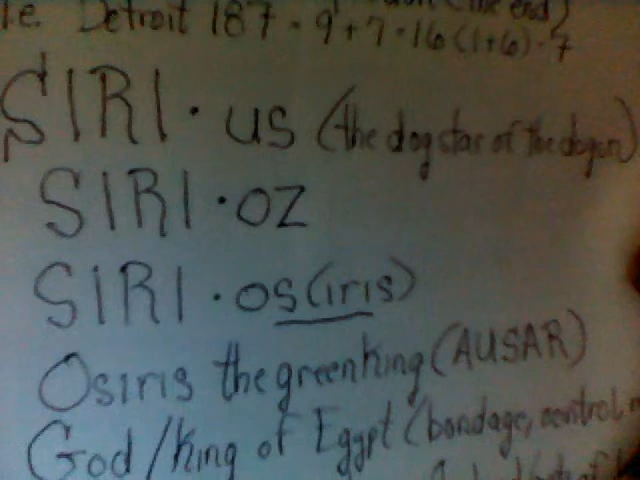 Detroit 187 · 9 + 7 · 16 (1+6) · 7
SIRI · us (the dog star of the dogon)
SIRI · oz
SIRI · os(iris)
Osiris the green king (AUSAR)
God/King of Egypt (bondage, control